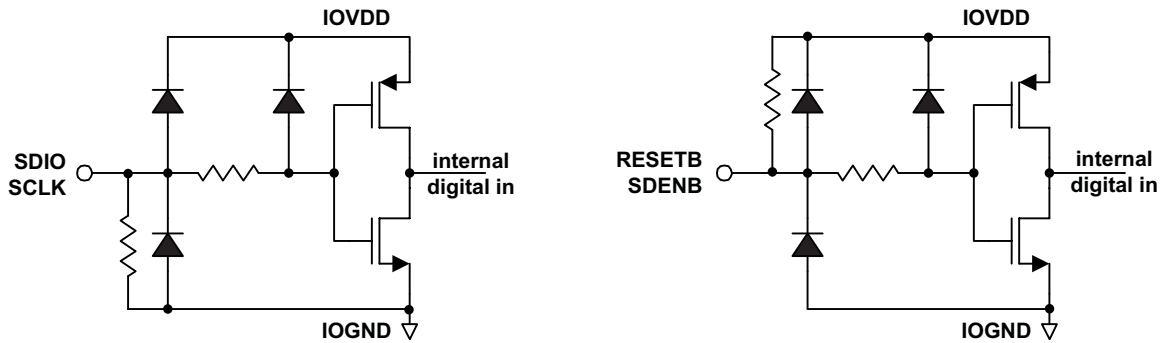 IOVDD
SDIO
SCLK
internal
digital in
IOGND
IOVDD
RESETB
SDENB
internal
digital in
IOGND